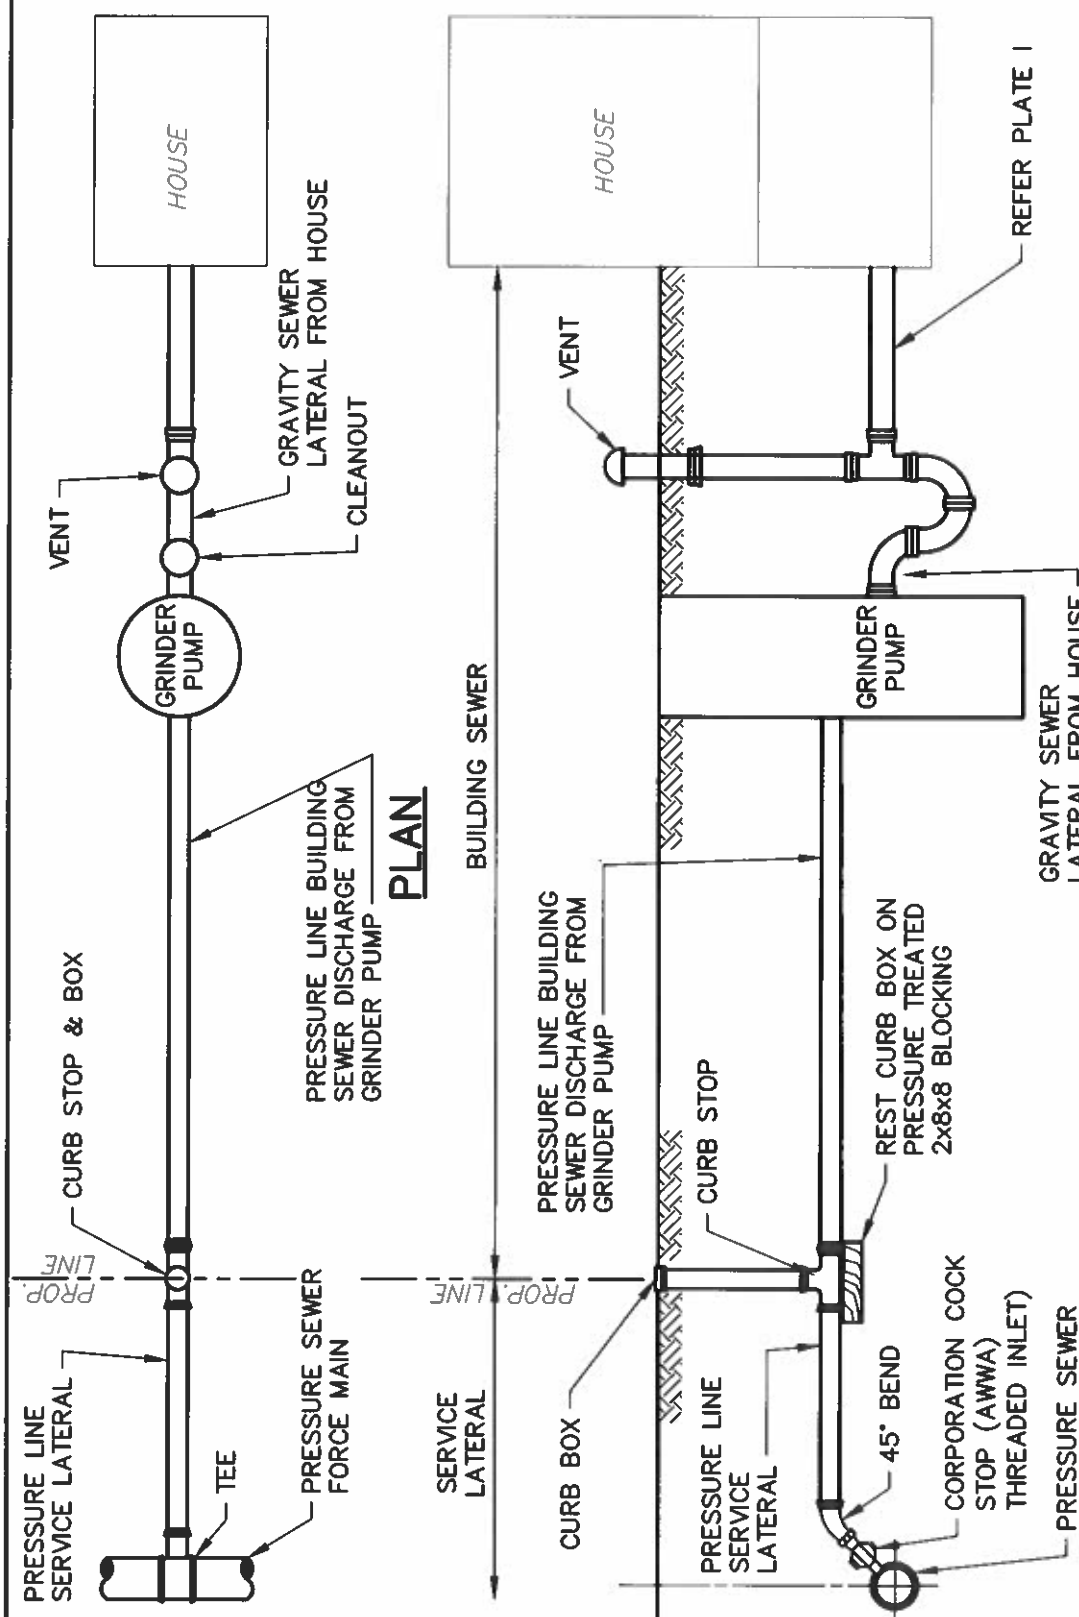 HOUSE
VENT
GRAVITY SEWER
LATERAL FROM HOUSE
CLEANOUT
GRINDER
PUMP
PRESSURE LINE BUILDING
SEWER DISCHARGE FROM
GRINDER PUMP
CURB STOP & BOX
PROP.
LINE
PRESSURE LINE
SERVICE LATERAL
TEE
PRESSURE SEWER
FORCE MAIN
PLAN
SERVICE
LATERAL
BUILDING SEWER
HOUSE
VENT
REFER PLATE I
GRINDER
PUMP
GRAVITY SEWER
LATERAL FROM HOUSE
PRESSURE LINE BUILDING
SEWER DISCHARGE FROM
GRINDER PUMP
CURB STOP
REST CURB BOX ON
PRESSURE TREATED
2x8x8 BLOCKING
PROP. LINE
CURB BOX
PRESSURE LINE
SERVICE
LATERAL
45° BEND
CORPORATION COCK
STOP (AWWA)
THREADED INLET)
PRESSURE SEWER